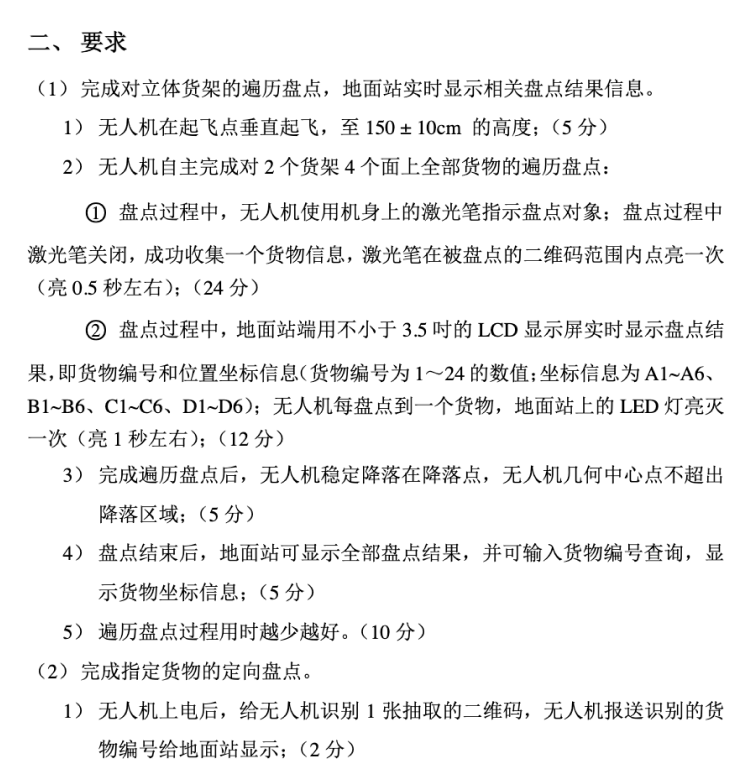 二、 要求
（1）完成对立体货架的遍历盘点，地面站实时显示相关盘点结果信息。
1） 无人机在起飞点垂直起飞，至 150 ± 10cm 的高度；（5 分）
2） 无人机自主完成对 2 个货架 4 个面上全部货物的遍历盘点：
① 盘点过程中，无人机使用机身上的激光笔指示盘点对象；盘点过程中
激光笔关闭，成功收集一个货物信息，激光笔在被盘点的二维码范围内点亮一次
（亮 0.5 秒左右）；（24 分）
② 盘点过程中，地面站端用不小于 3.5 吋的 LCD 显示屏实时显示盘点结
果，即货物编号和位置坐标信息（货物编号为 1～24 的数值；坐标信息为 A1~A6、
B1~B6、C1~C6、D1~D6）；无人机每盘点到一个货物，地面站上的 LED 灯亮灭
一次（亮 1 秒左右）；（12 分）
3） 完成遍历盘点后，无人机稳定降落在降落点，无人机几何中心点不超出
降落区域；（5 分）
4） 盘点结束后，地面站可显示全部盘点结果，并可输入货物编号查询，显
示货物坐标信息；（5 分）
5） 遍历盘点过程用时越少越好。（10 分）
（2）完成指定货物的定向盘点。
1） 无人机上电后，给无人机识别 1 张抽取的二维码，无人机报送识别的货
物编号给地面站显示；（2 分）